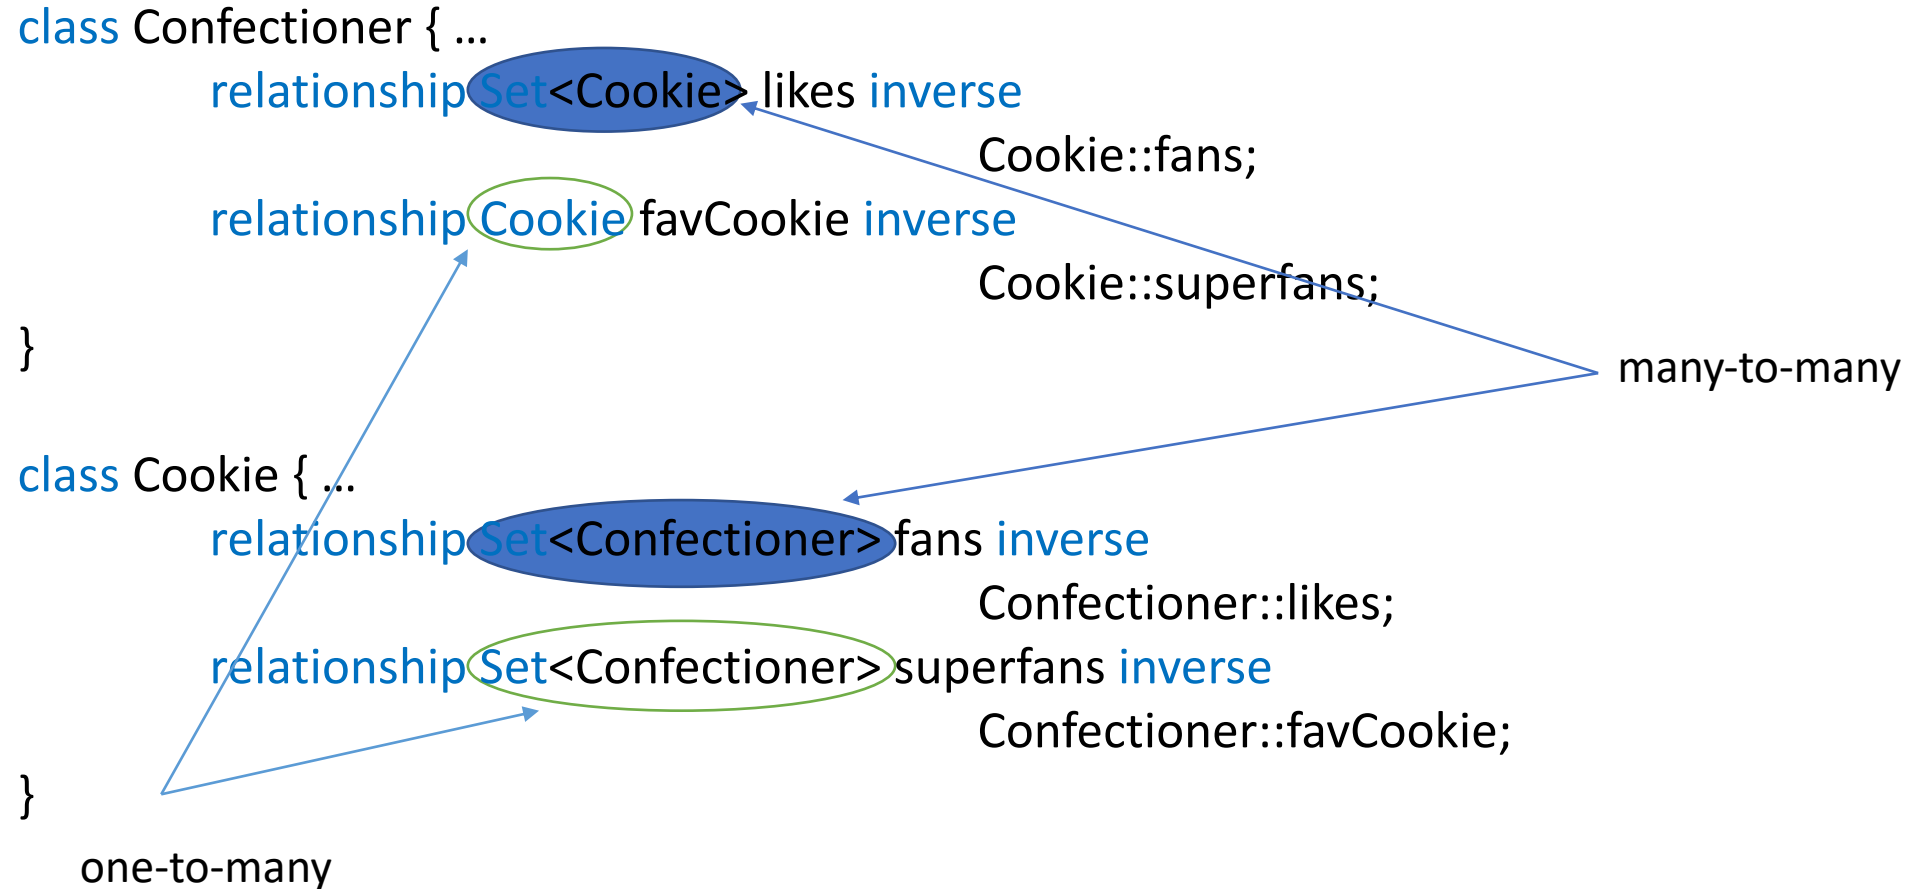 class Confectioner { ...
relationship Set<Cookie> likes inverse
Cookie::fans;
relationship Cookie favCookie inverse
Cookie::superfans;
}
many-to-many
class Cookie { ...
relationship Set<Confectioner> fans inverse
Confectioner::likes;
relationship Set<Confectioner> superfans inverse
Confectioner::favCookie;
}
one-to-many